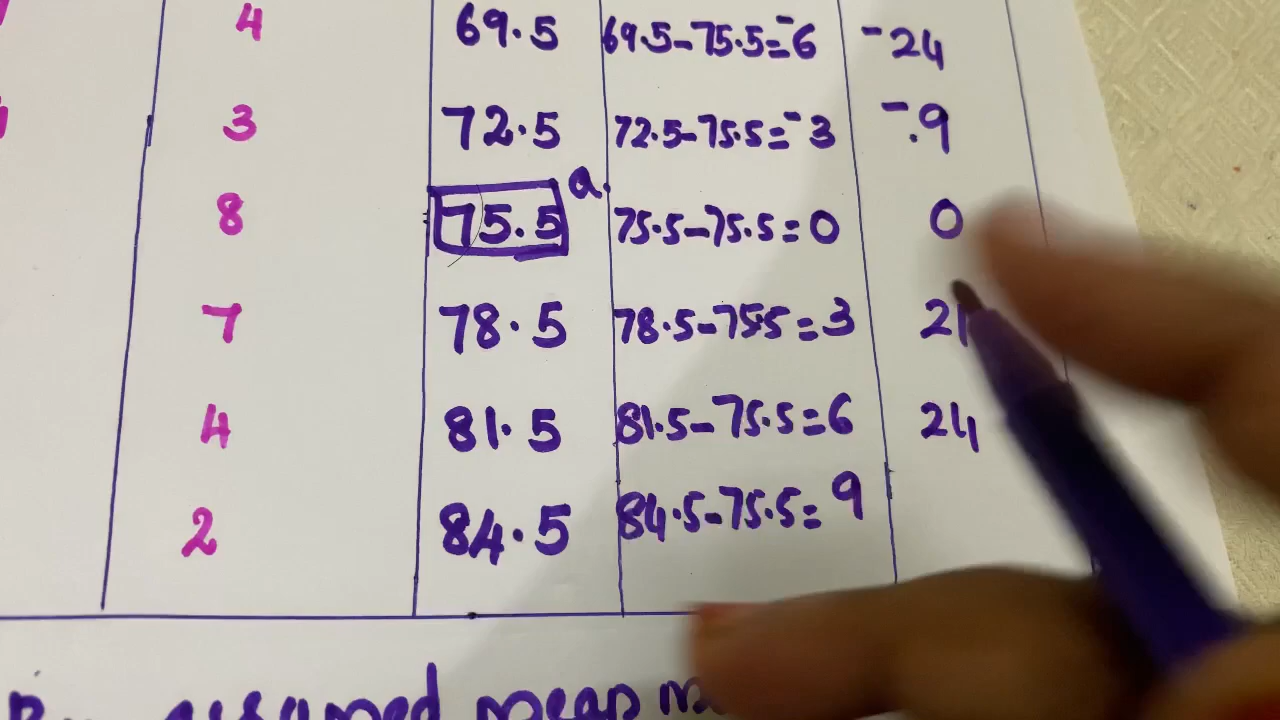 4 69.5 69.5-75.5=-6 -24
3 72.5 72.5-75.5=-3 -.9
a.
8 75.5 75.5-75.5=0 0
7 78.5 78.5-75.5=3 21
4 81.5 81.5-75.5=6 24
2 84.5 84.5-75.5=9
assumed mean